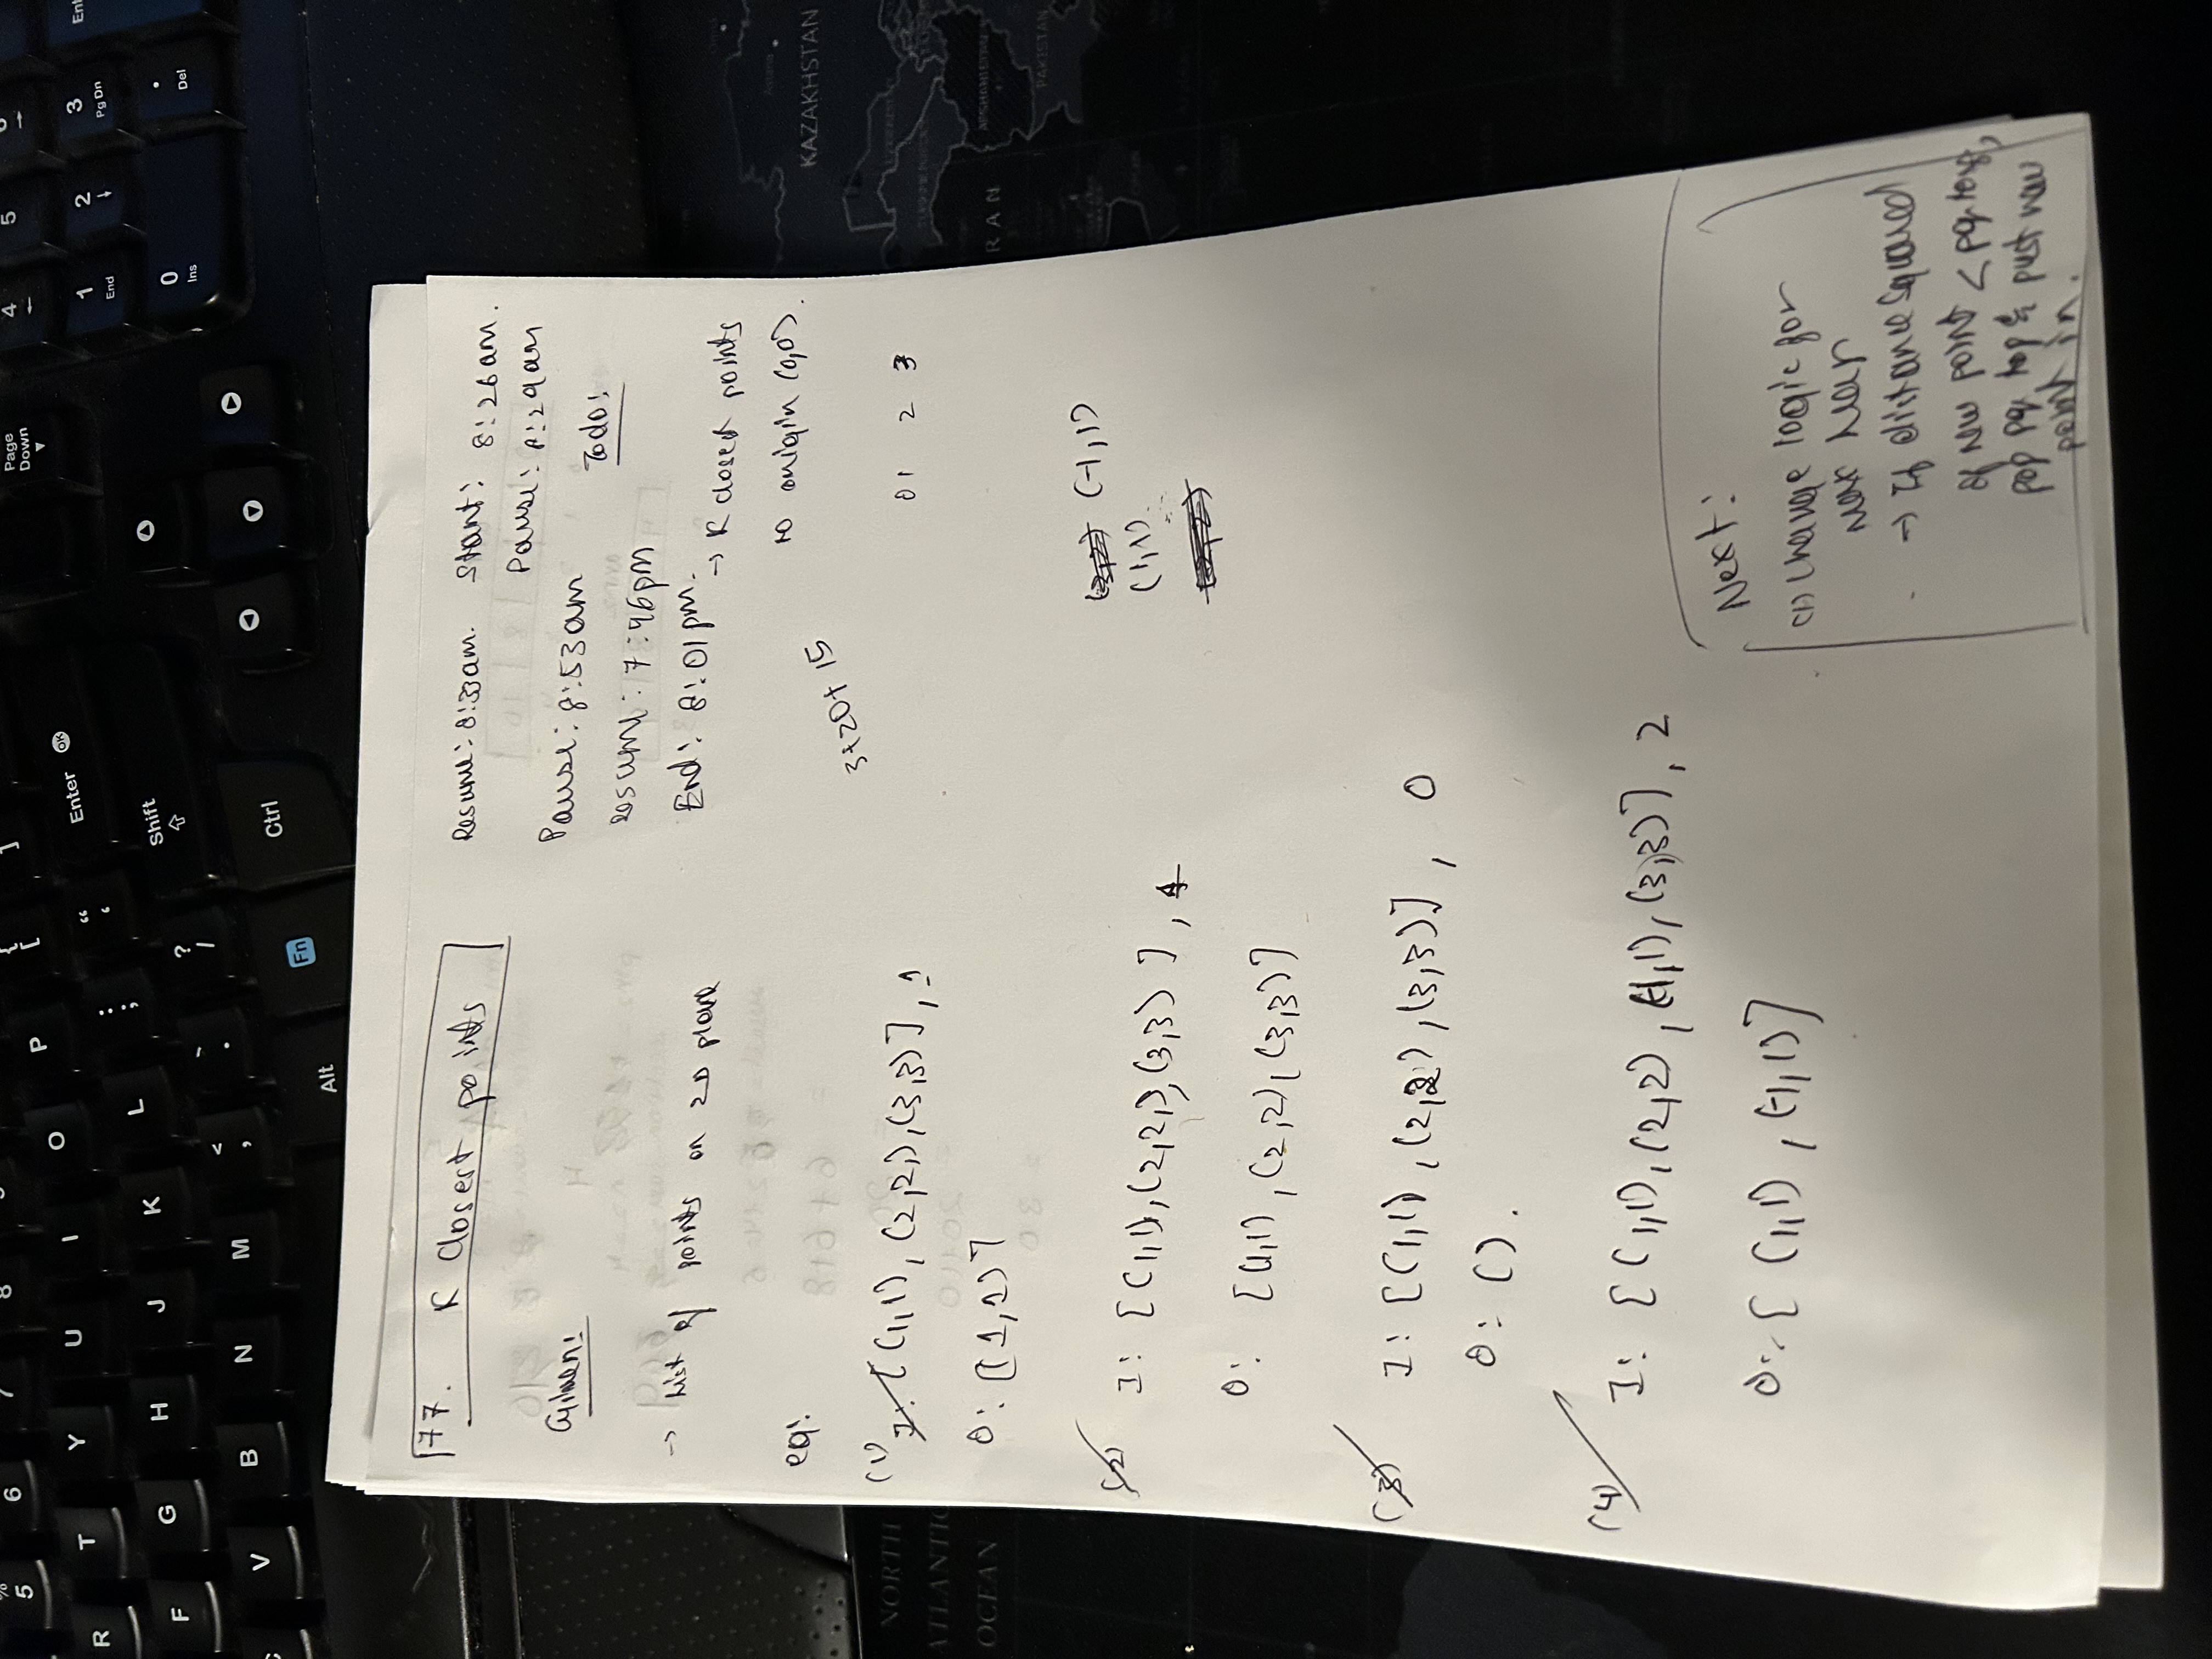 % 5 6 7 8 { [ ] Page Down 4 5 6
R T Y U I O P “ ‘ Enter OK 1 End 2 3 Pg Dn
F G H J K L : ; Shift 0 Ins . Del
V B N M < , . ? / Ctrl
Alt Fn
177. K Closest points
Resume: 8:33am. Start: 8:26am.
Pause: 8:29am
Given:
Pause: 8:53am
Todo:
Resume: 7:46pm
→ List of points on 2D plane
End: 8:01pm.
→ K closest points
to origin (0,0).
eg:
3+20+15
(1) I: [(1,1), (2,2), (3,3)], 1
0 1 2 3
O: [(1,1)]
(2) I: [(1,1), (2,2), (3,3)], 4
(-1,1)
(1,1).
O: [(1,1), (2,2), (3,3)]
(3) I: [(1,1), (2,2), (3,3)], 0
O: ().
(4) I: [(1,1), (2,2), (-1,1), (3,3)], 2
O: [(1,1), (-1,1)]
Next:
(1) Change logic for
max heap
→ If distance squared
of new point < pq top,
pop pq top & push new
point in.
KAZAKHSTAN
NORTH
ATLANTIC
OCEAN
RAN
AFGHANISTAN
PAKISTAN